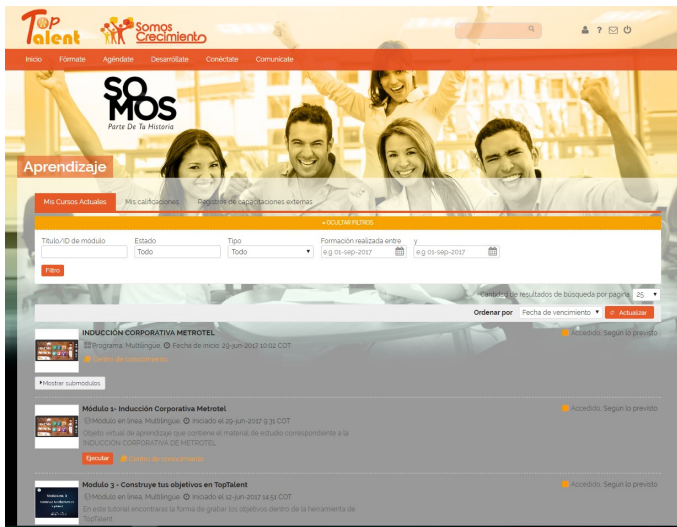 Top Talent
Somos Crecimiento
Inicio Fórmate Agéndate Desarróllate Conéctate Comunícate
SOMOS
Parte De Tu Historia
Aprendizaje
Mis Cursos Actuales Mis calificaciones Registros de capacitaciones externas
OCULTAR FILTROS
Título/ID de módulo Estado Tipo Formación realizada entre y
Todo Todo e.g 01-sep-2017 e.g 01-sep-2017
Filtro
Cantidad de resultados de búsqueda por pagina 25
Ordenar por Fecha de vencimiento Actualizar
INDUCCIÓN CORPORATIVA METROTEL Accedido. Según lo previsto
Programa. Multilingüe. Fecha de inicio 29-jun-2017 10:02 COT
Centro de conocimiento
Mostrar submódulos
Módulo 1- Inducción Corporativa Metrotel Accedido. Según lo previsto
Módulo en línea. Multilingüe. Iniciado el 29-jun-2017 9:31 COT
Objeto virtual de aprendizaje que contiene el material de estudio correspondiente a la
INDUCCIÓN CORPORATIVA DE METROTEL
Ejecutar Centro de conocimiento
Modulo 3 - Construye tus objetivos en TopTalent Accedido. Según lo previsto
Módulo en línea. Multilingüe. Iniciado el 12-jun-2017 14:51 COT
En este tutorial encontraras la forma de grabar los objetivos dentro de la herramienta de
TopTalent